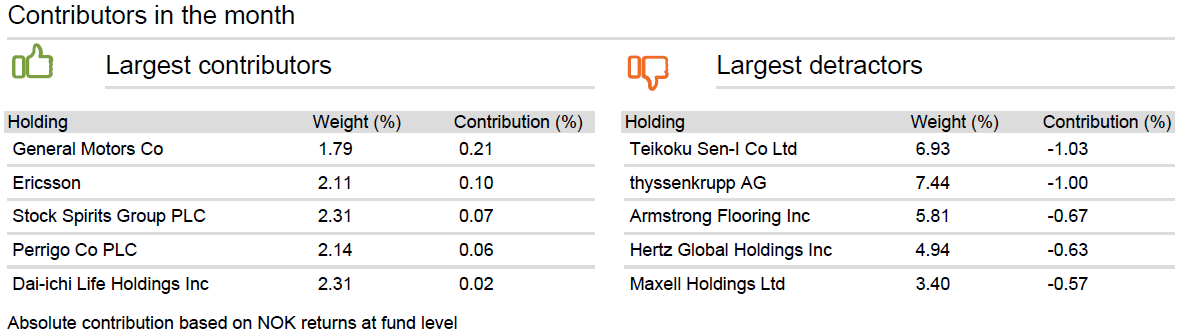 Contributors in the month
Largest contributors
Holding Weight (%) Contribution (%)
General Motors Co 1.79 0.21
Ericsson 2.11 0.10
Stock Spirits Group PLC 2.31 0.07
Perrigo Co PLC 2.14 0.06
Dai-ichi Life Holdings Inc 2.31 0.02
Largest detractors
Holding Weight (%) Contribution (%)
Teikoku Sen-I Co Ltd 6.93 -1.03
thyssenkrupp AG 7.44 -1.00
Armstrong Flooring Inc 5.81 -0.67
Hertz Global Holdings Inc 4.94 -0.63
Maxell Holdings Ltd 3.40 -0.57
Absolute contribution based on NOK returns at fund level